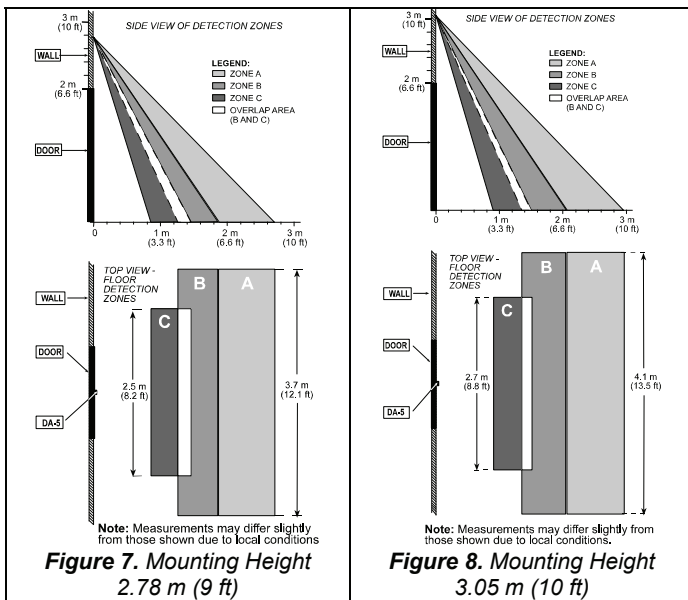 SIDE VIEW OF DETECTION ZONES
3 m
(10 ft)
WALL
2 m
(6.6 ft)
DOOR
LEGEND:
ZONE A
ZONE B
ZONE C
OVERLAP AREA
(B AND C)
0
1 m
(3.3 ft)
2 m
(6.6 ft)
3 m
(10 ft)
TOP VIEW -
FLOOR
DETECTION
ZONES
WALL
DOOR
DA-5
C
B
A
2.5 m
(8.2 ft)
3.7 m
(12.1 ft)
Note: Measurements may differ slightly
from those shown due to local conditions
Figure 7. Mounting Height
2.78 m (9 ft)
SIDE VIEW OF DETECTION ZONES
3 m
(10 ft)
WALL
2 m
(6.6 ft)
DOOR
LEGEND:
ZONE A
ZONE B
ZONE C
OVERLAP AREA
(B AND C)
0
1 m
(3.3 ft)
2 m
(6.6 ft)
3 m
(10 ft)
TOP VIEW -
FLOOR
DETECTION
ZONES
WALL
DOOR
DA-5
C
B
A
2.7 m
(8.8 ft)
4.1 m
(13.5 ft)
Note: Measurements may differ slightly from
those shown due to local conditions.
Figure 8. Mounting Height
3.05 m (10 ft)